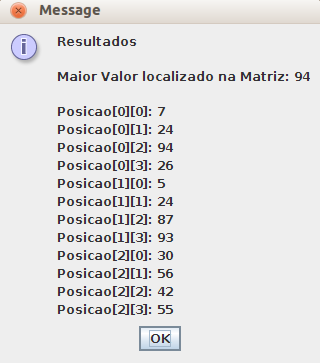 Message
Resultados
Maior Valor localizado na Matriz: 94
Posicao[0][0]: 7
Posicao[0][1]: 24
Posicao[0][2]: 94
Posicao[0][3]: 26
Posicao[1][0]: 5
Posicao[1][1]: 24
Posicao[1][2]: 87
Posicao[1][3]: 93
Posicao[2][0]: 30
Posicao[2][1]: 56
Posicao[2][2]: 42
Posicao[2][3]: 55
OK